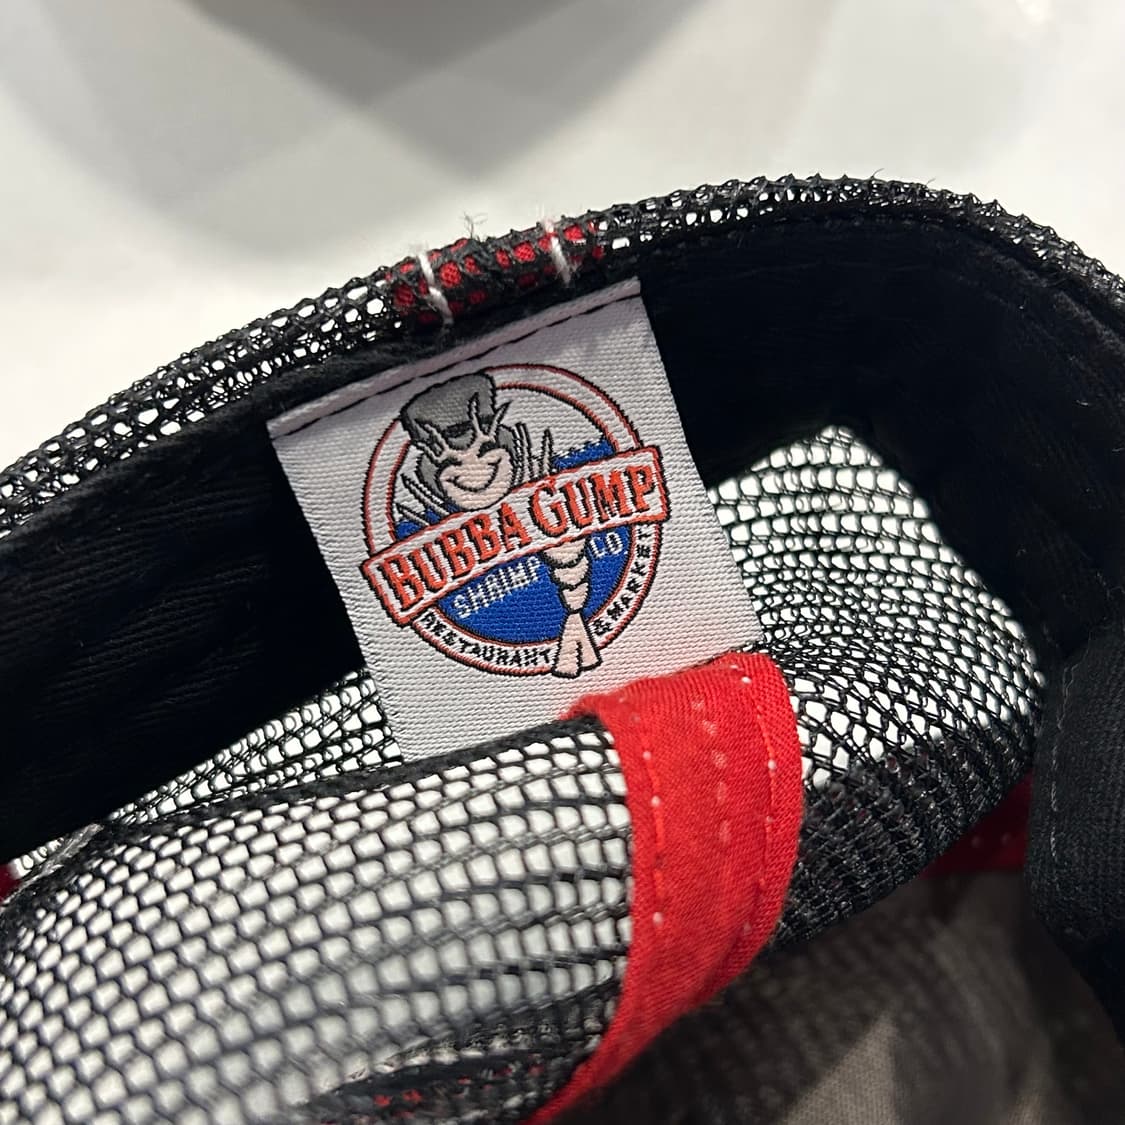 BUBBA GUMP
SHRIMP CO
RESTAURANT & MARKET